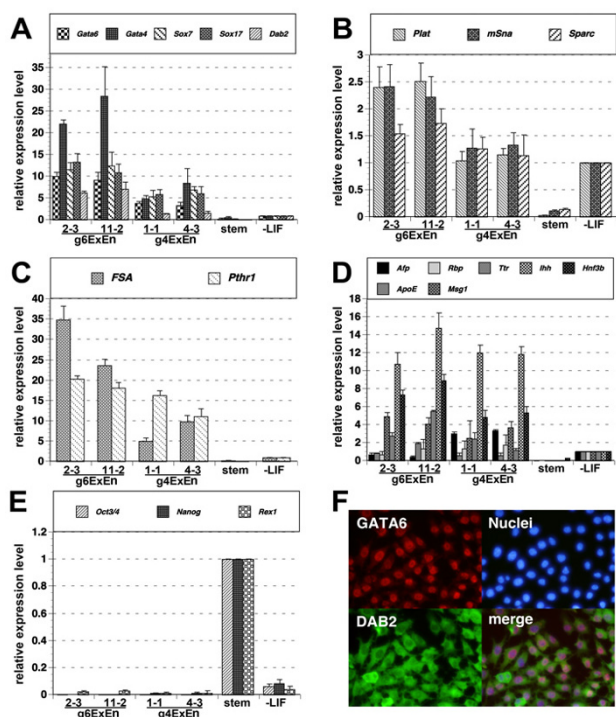 A
Gata6 Gata4 Sox7 Sox17 Dab2
relative expression level
35
30
25
20
15
10
5
0
2-3 11-2 1-1 4-3 stem -LIF
g6ExEn g4ExEn
B
Plat mSna Sparc
relative expression level
3
2.5
2
1.5
1
0.5
0
2-3 11-2 1-1 4-3 stem -LIF
g6ExEn g4ExEn
C
FSA Pthr1
relative expression level
40
35
30
25
20
15
10
5
0
2-3 11-2 1-1 4-3 stem -LIF
g6ExEn g4ExEn
D
Afp Rbp Ttr Ihh Hnf3b
ApoE Msg1
relative expression level
18
16
14
12
10
8
6
4
2
0
2-3 11-2 1-1 4-3 stem -LIF
g6ExEn g4ExEn
E
Oct3/4 Nanog Rex1
relative expression level
1.2
1
0.8
0.6
0.4
0.2
0
2-3 11-2 1-1 4-3 stem -LIF
g6ExEn g4ExEn
F
GATA6 Nuclei
DAB2 merge